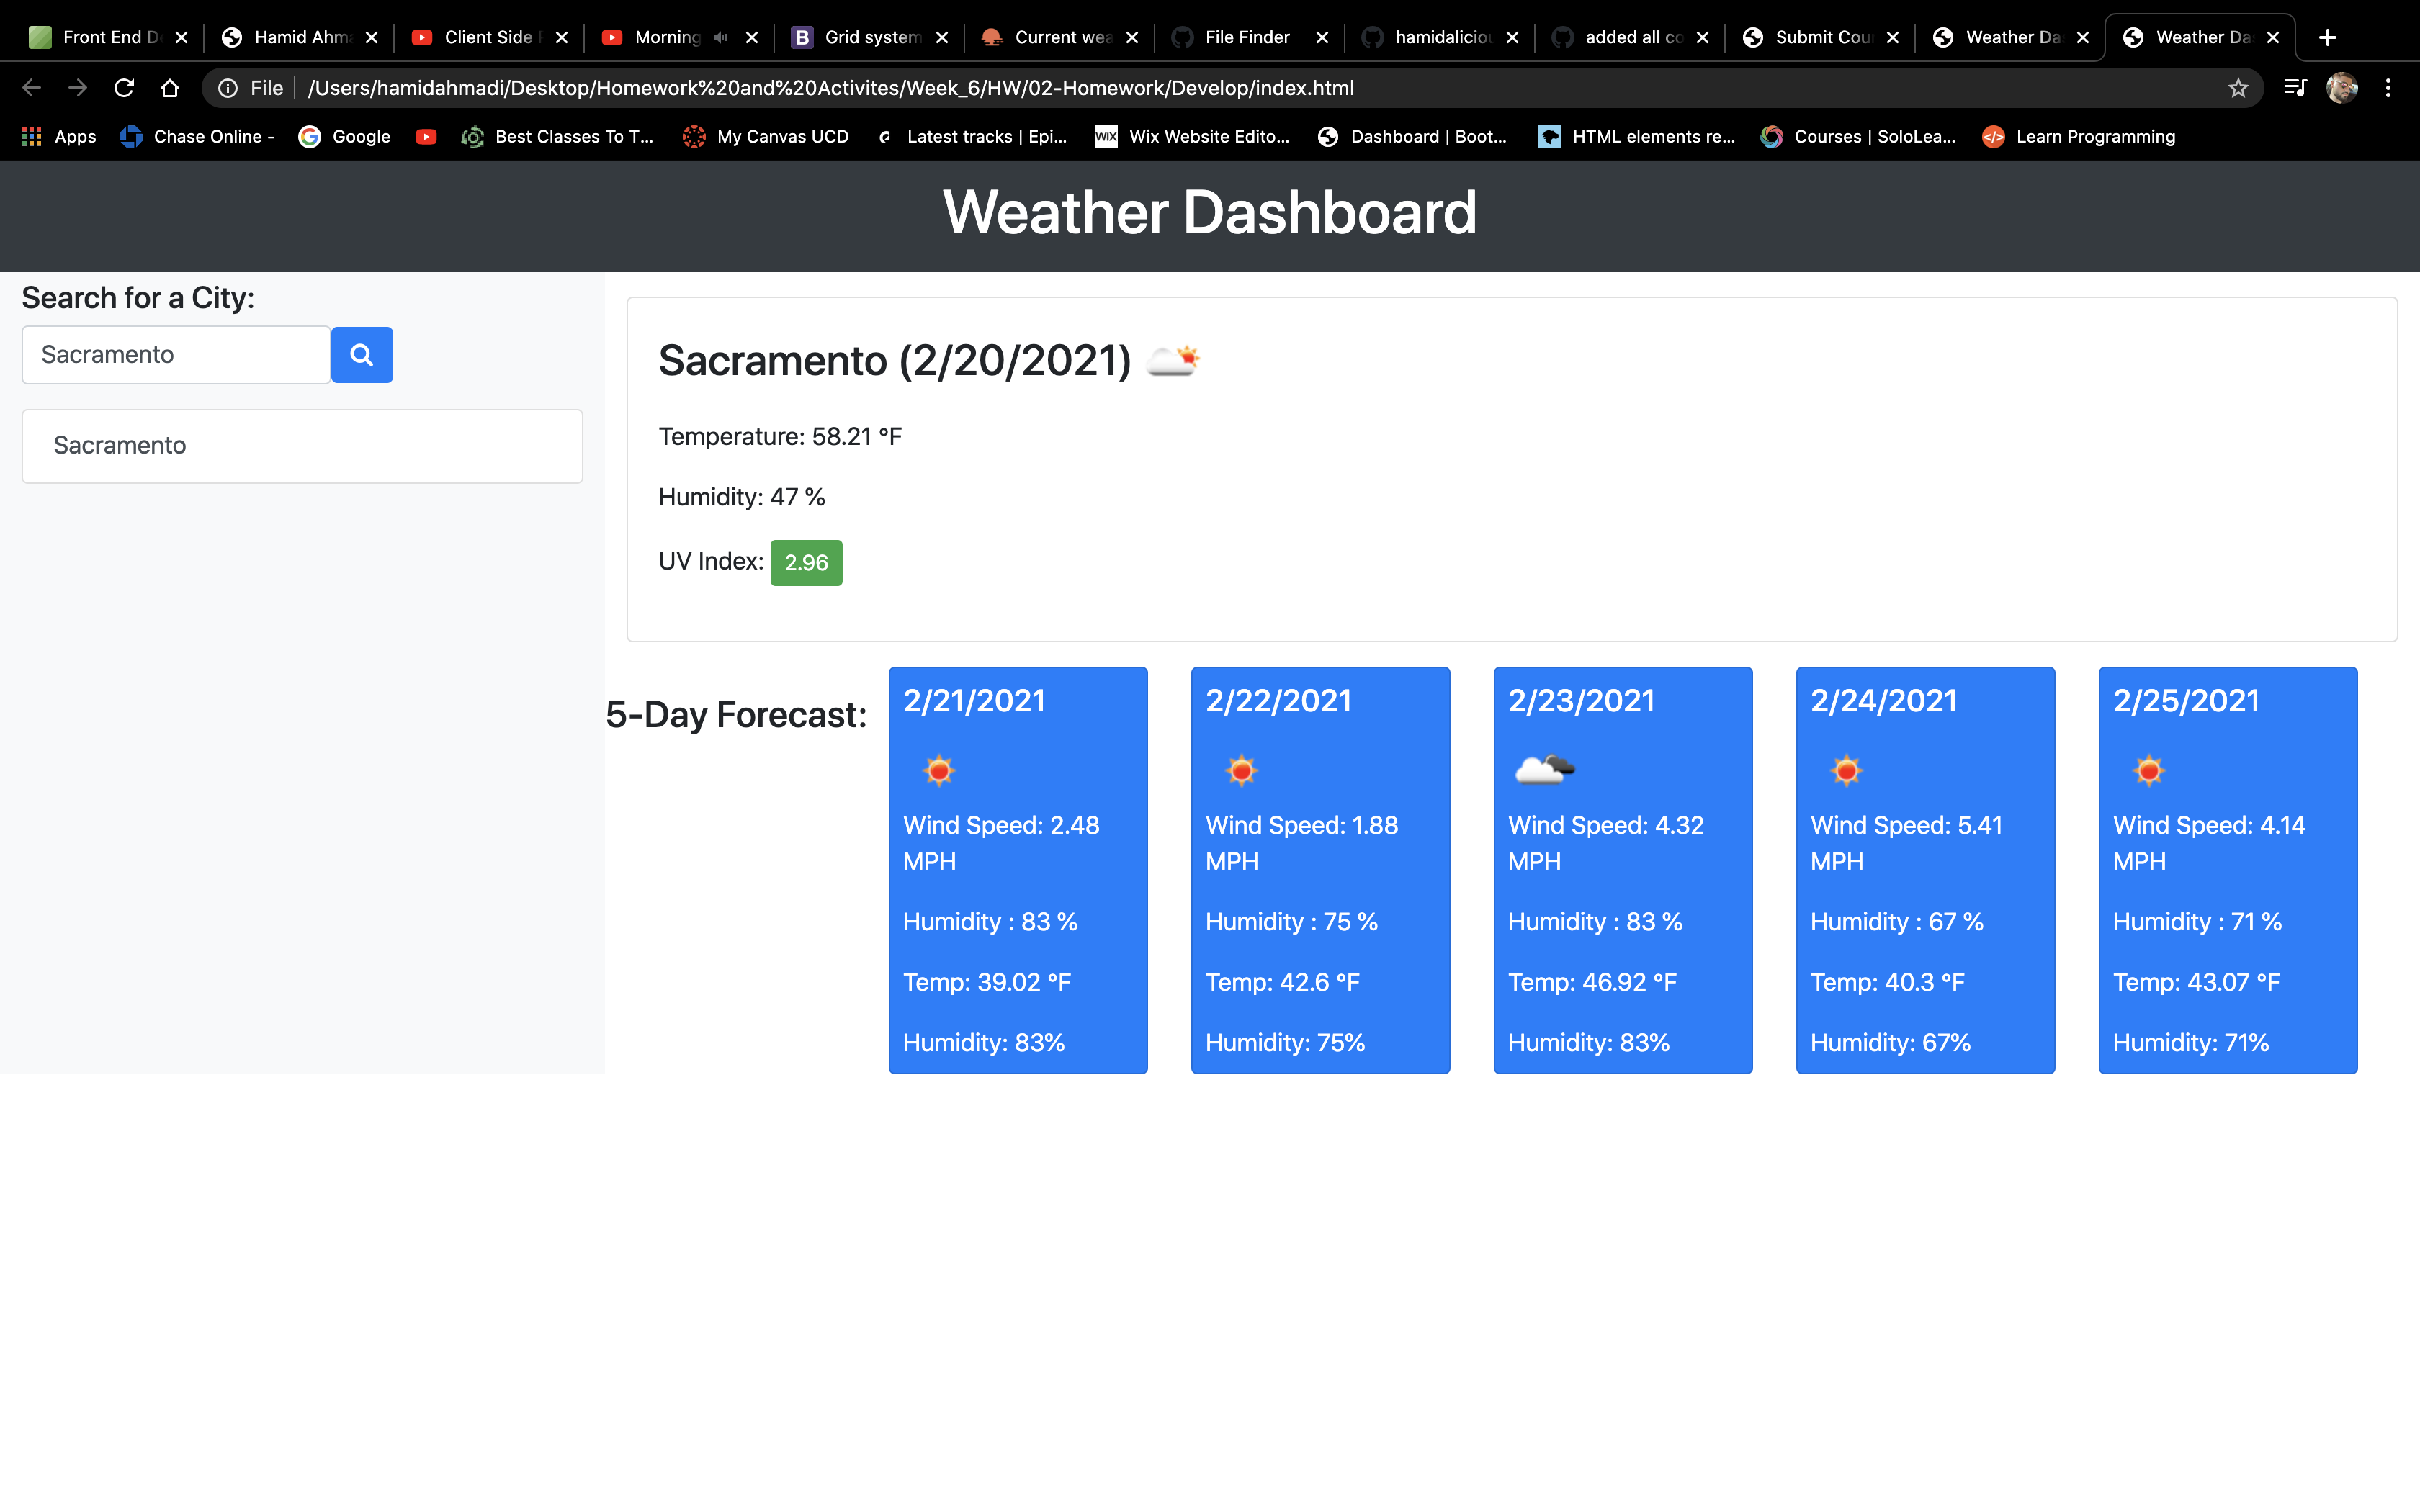 Front End D
Hamid Ahma
Client Side
Morning
B
Grid system
Current wea
File Finder
hamidaliciou
added all co
Submit Cour
Weather Da
Weather Da
File
/Users/hamidahmadi/Desktop/Homework%20and%20Activites/Week_6/HW/02-Homework/Develop/index.html
Apps
Chase Online -
Google
Best Classes To T...
My Canvas UCD
Latest tracks | Epi...
WIX
Wix Website Edito...
Dashboard | Boot...
HTML elements re...
Courses | SoloLea...
Learn Programming
Weather Dashboard
Search for a City:
Sacramento
Sacramento
Sacramento (2/20/2021)
Temperature: 58.21 °F
Humidity: 47 %
UV Index: 2.96
5-Day Forecast:
2/21/2021
Wind Speed: 2.48
MPH
Humidity : 83 %
Temp: 39.02 °F
Humidity: 83%
2/22/2021
Wind Speed: 1.88
MPH
Humidity : 75 %
Temp: 42.6 °F
Humidity: 75%
2/23/2021
Wind Speed: 4.32
MPH
Humidity : 83 %
Temp: 46.92 °F
Humidity: 83%
2/24/2021
Wind Speed: 5.41
MPH
Humidity : 67 %
Temp: 40.3 °F
Humidity: 67%
2/25/2021
Wind Speed: 4.14
MPH
Humidity : 71 %
Temp: 43.07 °F
Humidity: 71%